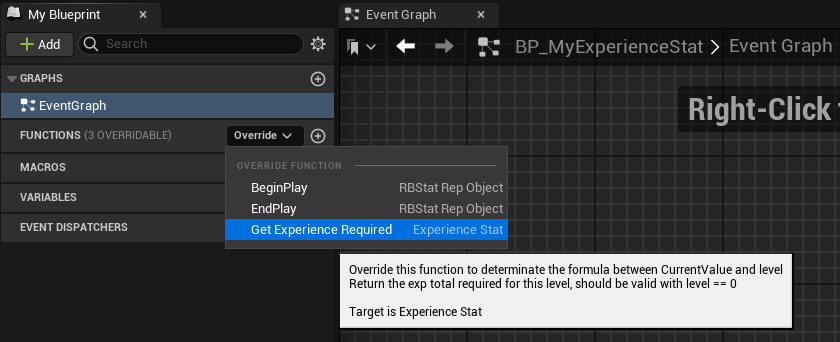 My Blueprint
Event Graph
Add
Search
BP_MyExperienceStat > Event Graph
GRAPHS
EventGraph
Right-Click
FUNCTIONS (3 OVERRIDABLE)
Override
OVERRIDE FUNCTION
MACROS
BeginPlay RBStat Rep Object
VARIABLES
EndPlay RBStat Rep Object
EVENT DISPATCHERS
Get Experience Required Experience Stat
Override this function to determinate the formula between CurrentValue and level
Return the exp total required for this level, should be valid with level == 0
Target is Experience Stat